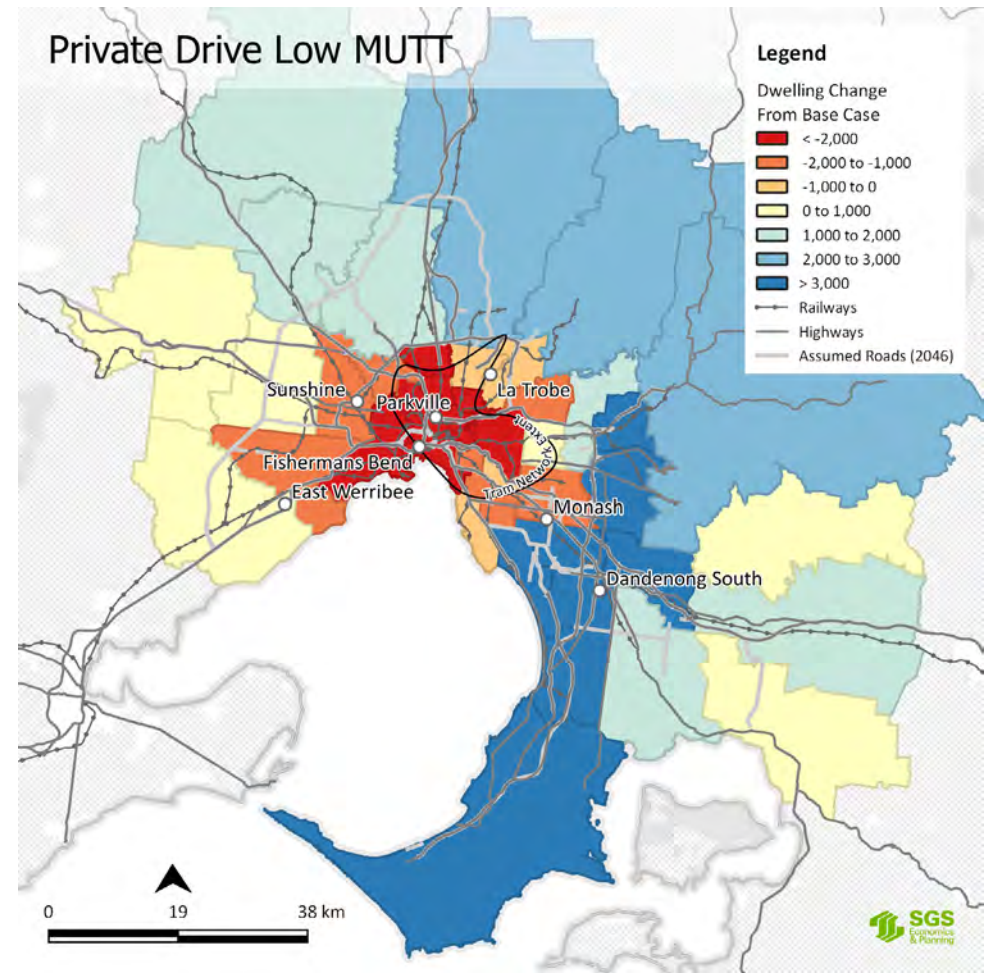 Private Drive Low MUTT
Legend
Dwelling Change
From Base Case
< -2,000
-2,000 to -1,000
-1,000 to 0
0 to 1,000
1,000 to 2,000
2,000 to 3,000
> 3,000
Railways
Highways
Assumed Roads (2046)
Sunshine
Parkville
La Trobe
Tram Network Extent
Fishermans Bend
East Werribee
Monash
Dandenong South
0 19 38 km
SGS
Economics
& Planning